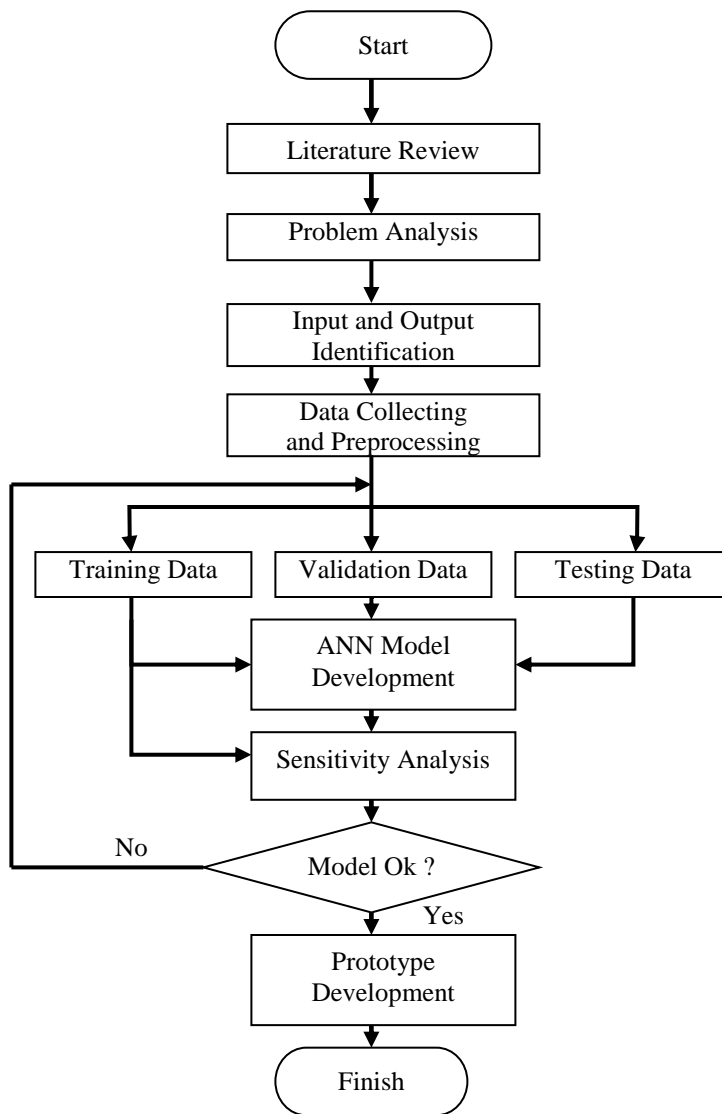 Start
Literature Review
Problem Analysis
Input and Output
Identification
Data Collecting
and Preprocessing
Training Data
Validation Data
Testing Data
ANN Model
Development
Sensitivity Analysis
No
Model Ok ?
Yes
Prototype
Development
Finish